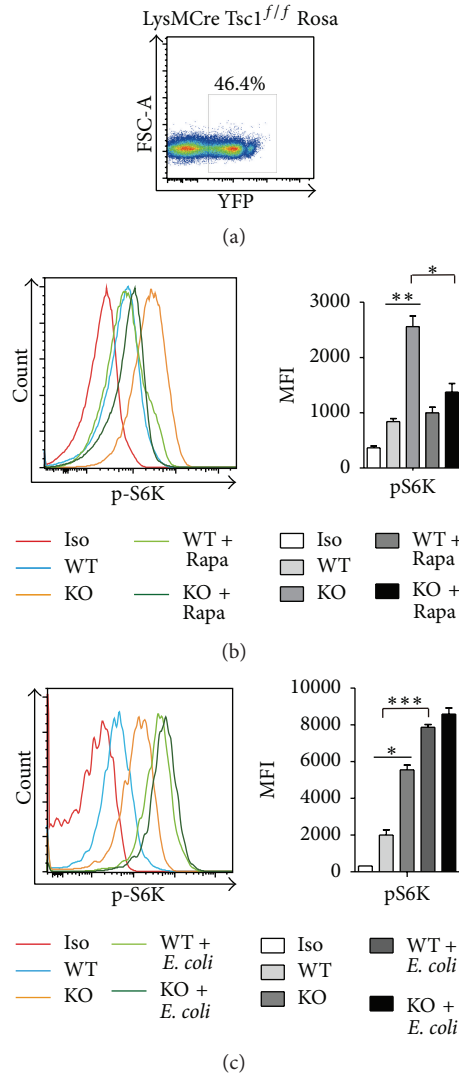 LysMCre Tsc1^f/f Rosa
46.4%
FSC-A
YFP
(a)
Count
p-S6K
**
*
MFI
3000
2000
1000
0
pS6K
Iso
WT
KO
WT +
Rapa
KO +
Rapa
Iso
WT
KO
WT +
Rapa
KO +
Rapa
(b)
Count
p-S6K
***
*
MFI
10000
8000
6000
4000
2000
0
pS6K
Iso
WT
KO
WT +
E. coli
KO +
E. coli
Iso
WT
KO
WT +
E. coli
KO +
E. coli
(c)